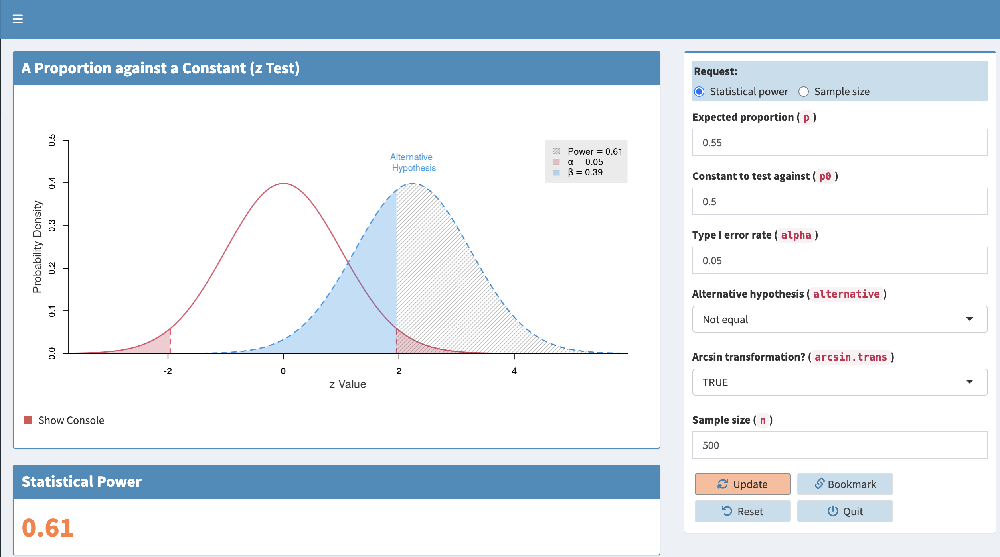 A Proportion against a Constant (z Test)
Alternative
Hypothesis
Power = 0.61
α = 0.05
β = 0.39
Probability Density
0.5
0.4
0.3
0.2
0.1
0.0
-2
0
2
4
z Value
Show Console
Statistical Power
0.61
Request:
Statistical power
Sample size
Expected proportion ( p )
0.55
Constant to test against ( p0 )
0.5
Type I error rate ( alpha )
0.05
Alternative hypothesis ( alternative )
Not equal
Arcsin transformation? ( arcsin.trans )
TRUE
Sample size ( n )
500
Update
Bookmark
Reset
Quit